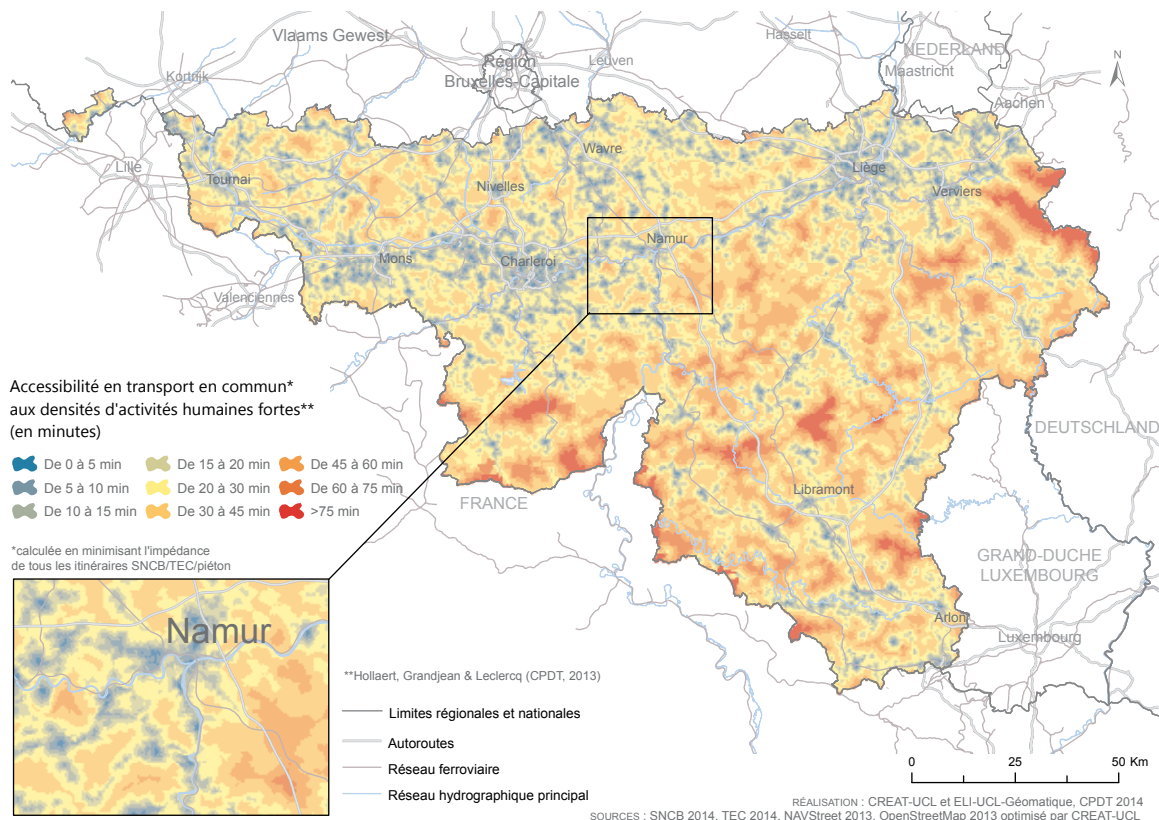 Vlaams Gewest
Hasselt
NEDERLAND
Région
Bruxelles-Capitale
Leuven
Maastricht
N
Kortrijk
Aachen
Wavre
Lille
Tournai
Liège
Nivelles
Verviers
Namur
Mons
Charleroi
Valenciennes
Accessibilité en transport en commun*
aux densités d'activités humaines fortes**
(en minutes)
De 0 à 5 min
De 15 à 20 min
De 45 à 60 min
De 5 à 10 min
De 20 à 30 min
De 60 à 75 min
De 10 à 15 min
De 30 à 45 min
>75 min
DEUTSCHLAND
FRANCE
Libramont
*calculée en minimisant l'impédance
de tous les itinéraires SNCB/TEC/piéton
GRAND-DUCHE
LUXEMBOURG
Arlon
Luxembourg
Namur
**Hollaert, Grandjean & Leclercq (CPDT, 2013)
Limites régionales et nationales
Autoroutes
Réseau ferroviaire
Réseau hydrographique principal
0 25 50 Km
RÉALISATION : CREAT-UCL et ELI-UCL-Géomatique, CPDT 2014
SOURCES : SNCB 2014, TEC 2014, NAVStreet 2013, OpenStreetMap 2013 optimisé par CREAT-UCL